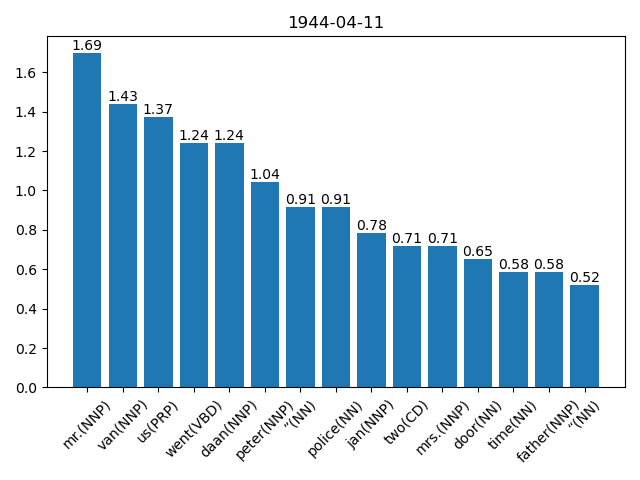 1944-04-11
1.69
1.43
1.37
1.24
1.24
1.04
0.91
0.91
0.78
0.71
0.71
0.65
0.58
0.58
0.52
1.6
1.4
1.2
1.0
0.8
0.6
0.4
0.2
0.0
mr.(NNP)
van(NNP)
us(PRP)
went(VBD)
daan(NNP)
peter(NNP)
“(NN)
police(NN)
jan(NNP)
two(CD)
mrs.(NNP)
door(NN)
time(NN)
father(NNP)
“(NN)